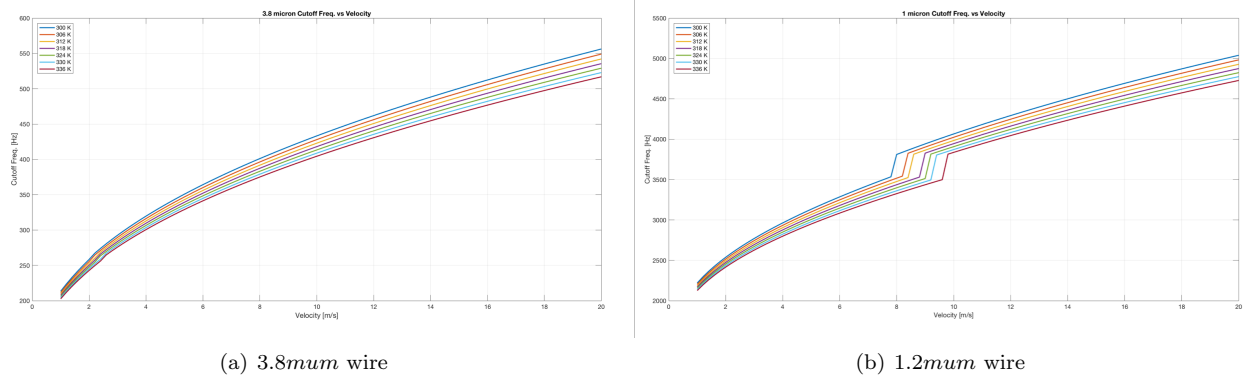 3.8 micron Cutoff Freq. vs Velocity
600
550
500
450
400
350
300
250
200
Cutoff Freq. [Hz]
300 K
306 K
312 K
318 K
324 K
330 K
336 K
0 2 4 6 8 10 12 14 16 18 20
Velocity [m/s]
(a) 3.8mum wire
1 micron Cutoff Freq. vs Velocity
5500
5000
4500
4000
3500
3000
2500
2000
Cutoff Freq. [Hz]
300 K
306 K
312 K
318 K
324 K
330 K
336 K
0 2 4 6 8 10 12 14 16 18 20
Velocity [m/s]
(b) 1.2mum wire